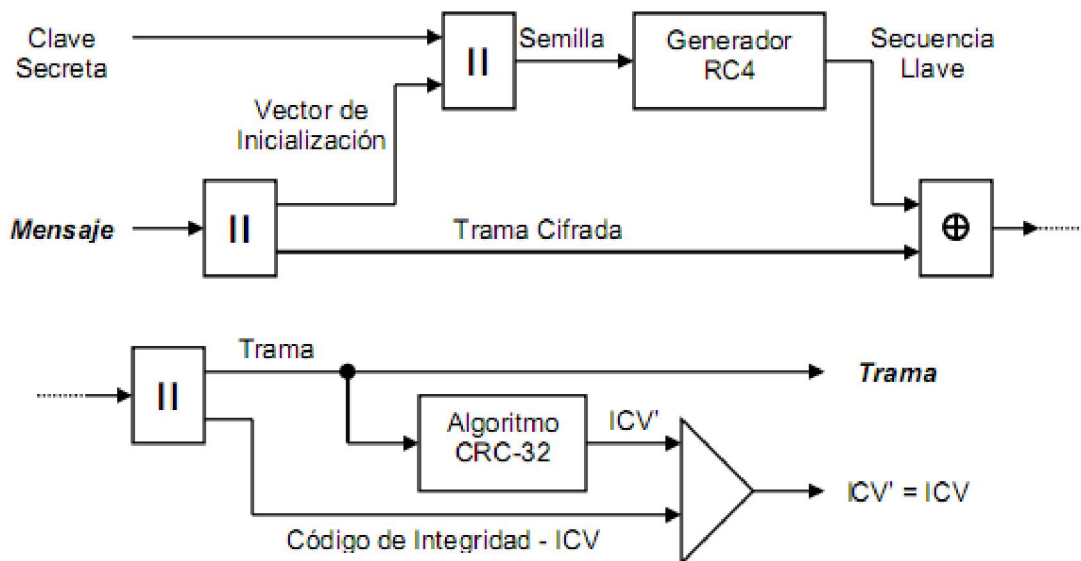 Clave
Secreta
||
Semilla
Generador
RC4
Secuencia
Llave
Vector de
Inicialización
Mensaje
||
Trama Cifrada
⊕
||
Trama
Trama
Algoritmo
CRC-32
ICV'
ICV' = ICV
Código de Integridad - ICV